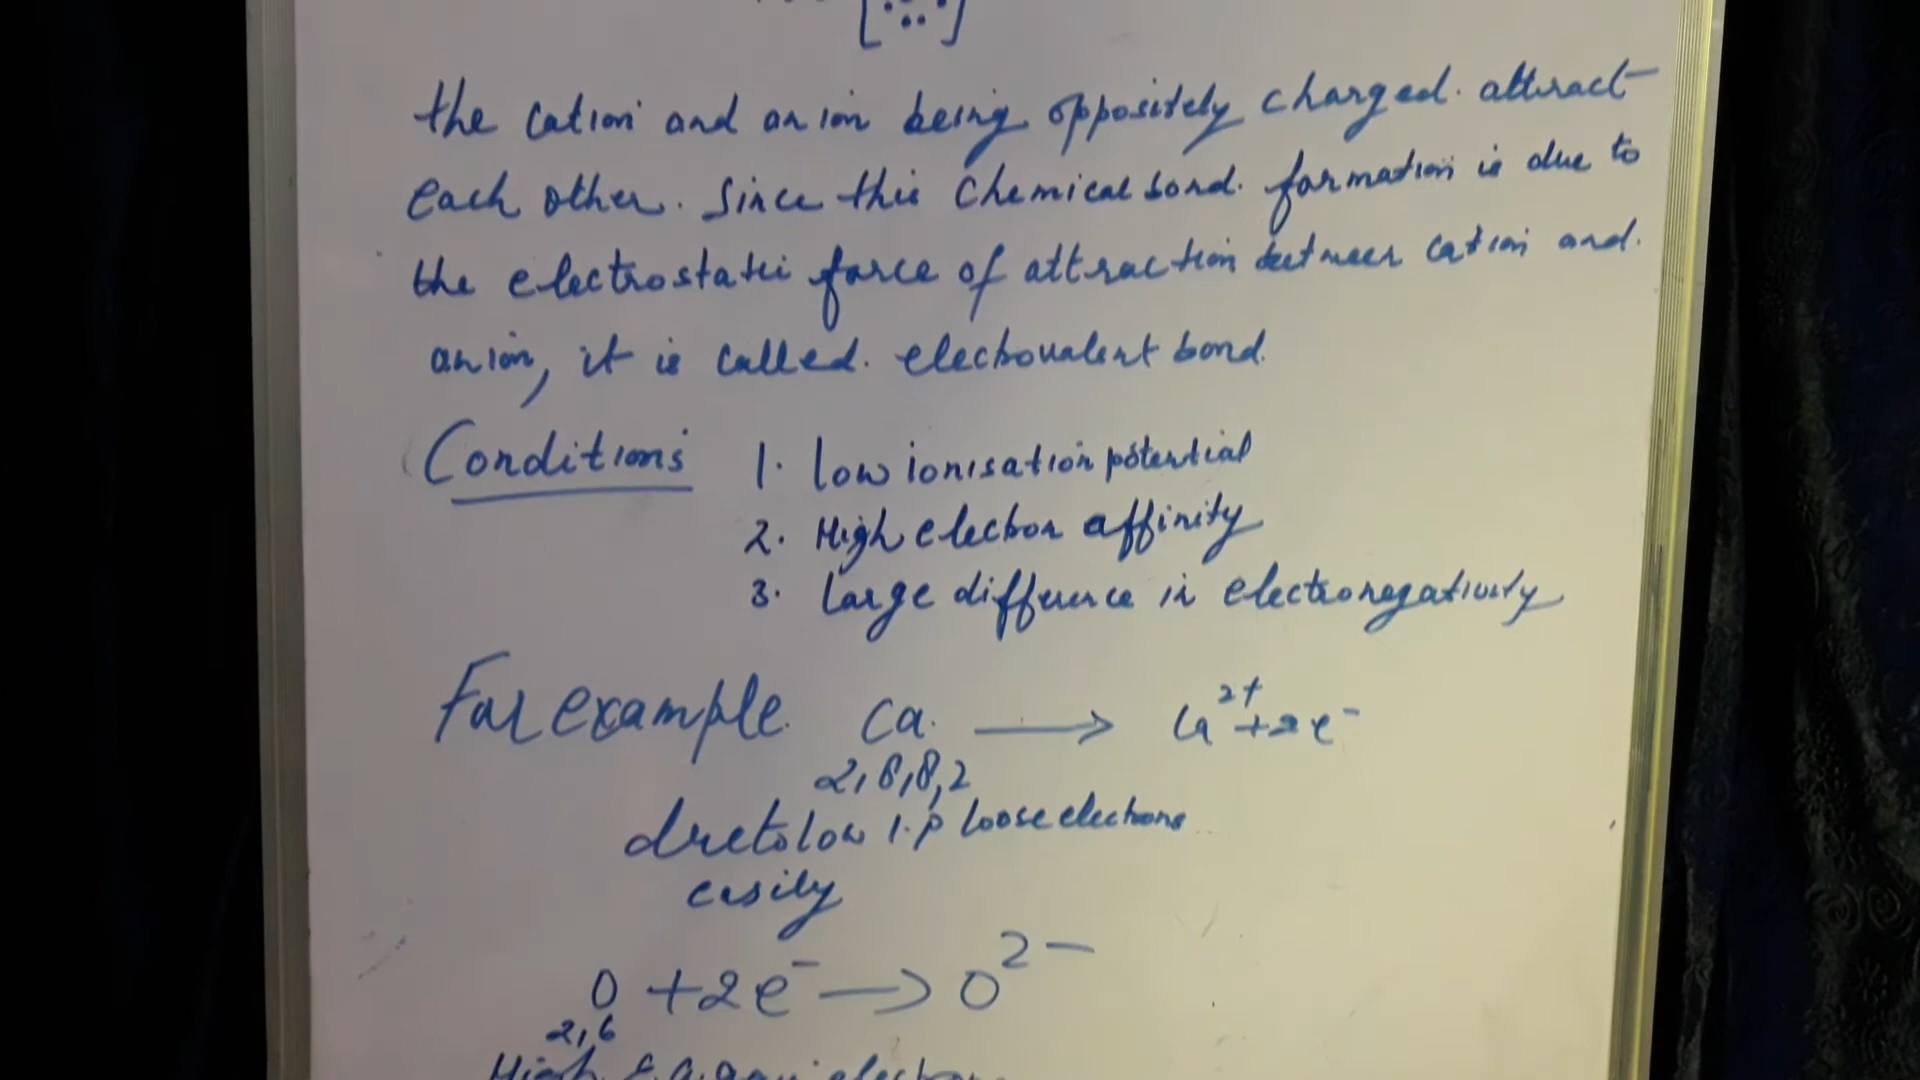 the cation and anion being oppositely charged. attract
each other. Since this Chemical bond. formation is due to
the electrostatic force of attraction between cation and.
anion, it is called. electrovalent bond.
Conditions 1. low ionisation potential
2. High electron affinity
3. Large difference in electronegativity
For example. Ca. → Ca²⁺+2e⁻
2,8,8,2
due to low I.P loose electrons
easily
O +2e⁻ → O²⁻
2,6
High E.A